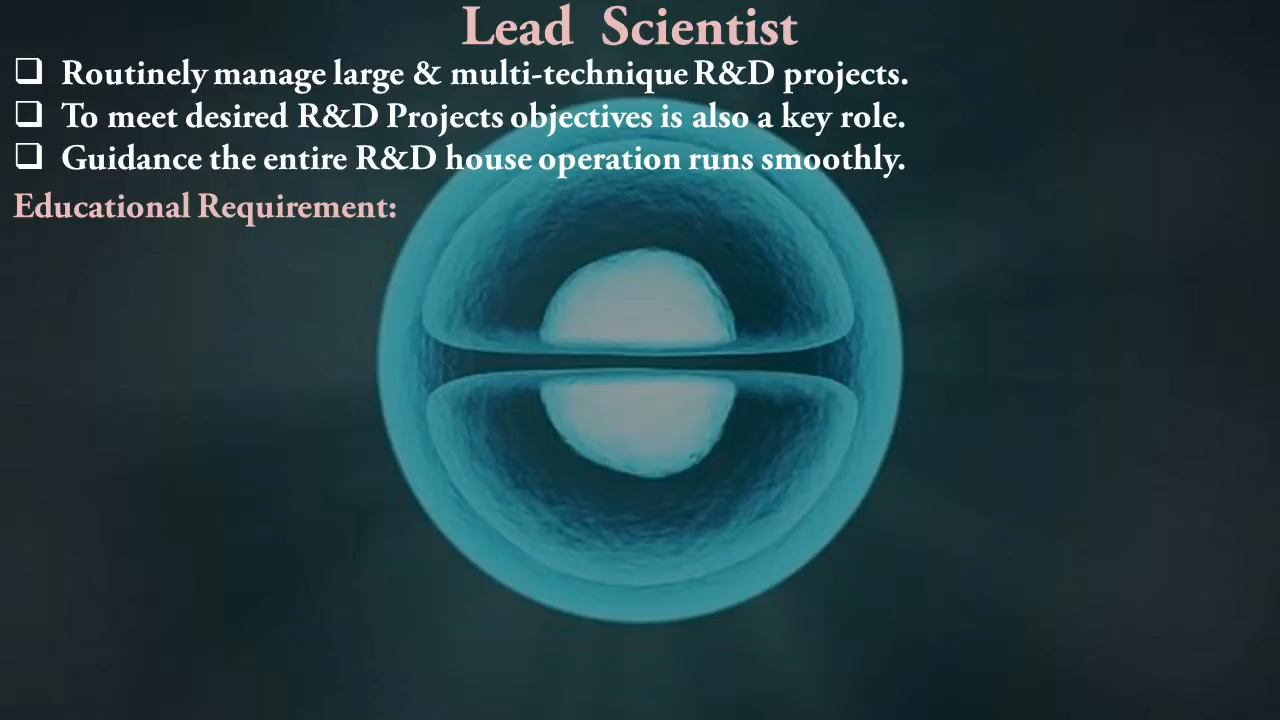 Lead Scientist
❑ Routinely manage large & multi-technique R&D projects.
❑ To meet desired R&D Projects objectives is also a key role.
❑ Guidance the entire R&D house operation runs smoothly.
Educational Requirement: